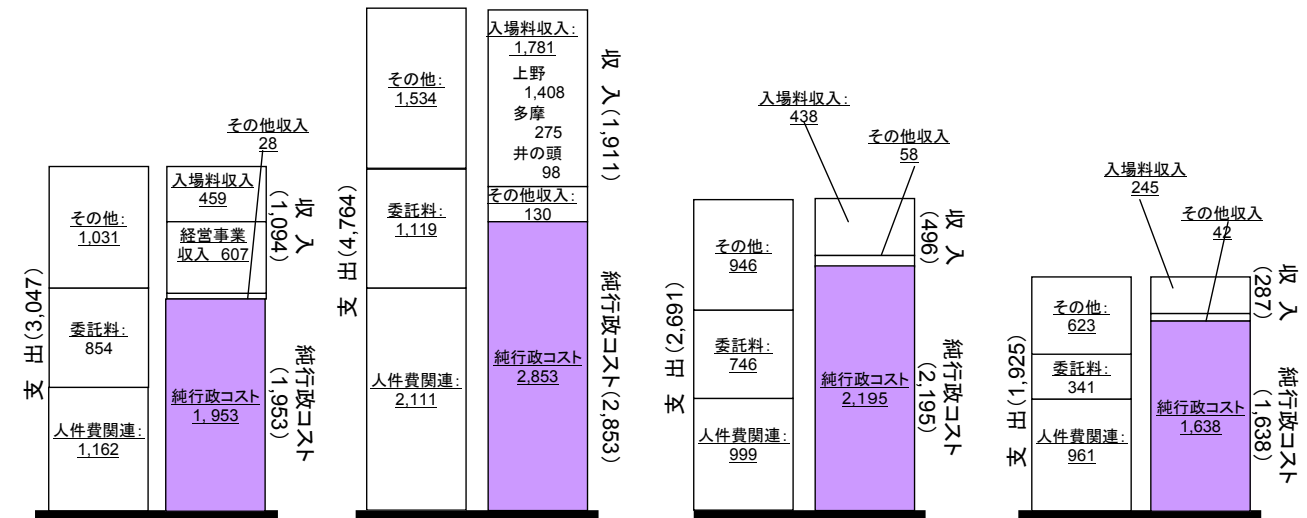 支 出(3,047)
その他:
1,031
委託料:
854
人件費関連:
1,162
その他収入
28
入場料収入
459
経営事業
収入 607
純行政コスト
1,953
収 入
(1,094)
純行政コスト
(1,953)
支 出(4,764)
その他:
1,534
委託料:
1,119
人件費関連:
2,111
入場料収入:
1,781
上野
1,408
多摩
275
井の頭
98
その他収入:
130
純行政コスト
2,853
収 入(1,911)
純行政コスト(2,853)
支 出(2,691)
その他:
946
委託料:
746
人件費関連:
999
入場料収入:
438
その他収入
58
純行政コスト
2,195
収 入
(496)
純行政コスト
(2,195)
支 出(1,925)
その他:
623
委託料:
341
人件費関連:
961
入場料収入
245
その他収入
42
純行政コスト
1,638
収 入
(287)
純行政コスト
(1,638)